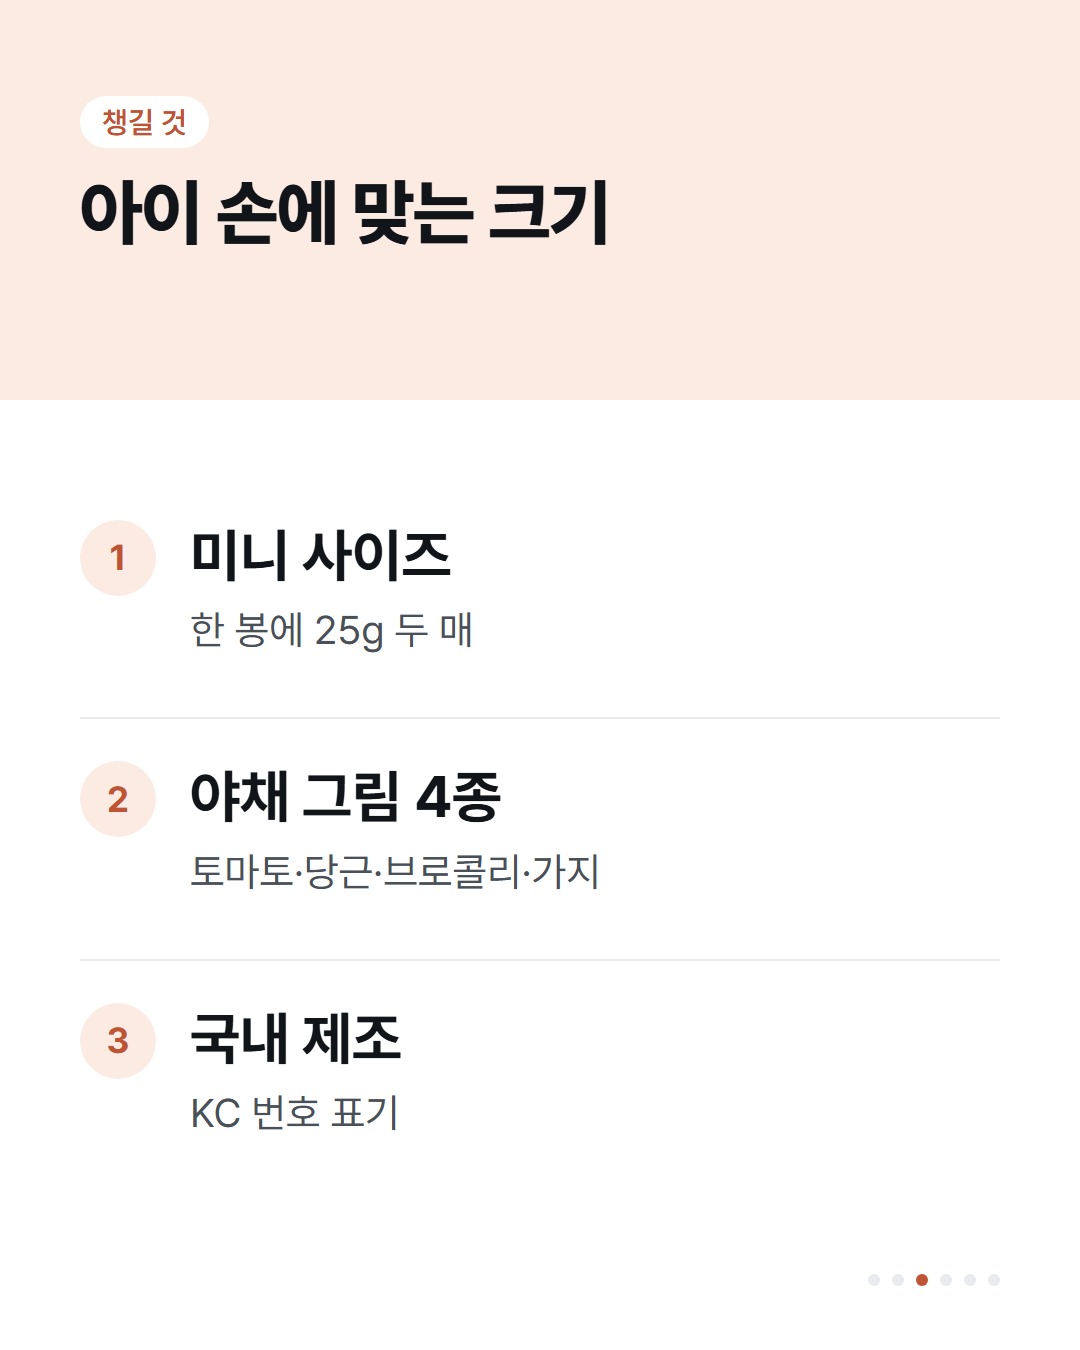 챙길 것
아이 손에 맞는 크기
1
미니 사이즈
한 봉에 25g 두 매
2
야채 그림 4종
토마토·당근·브로콜리·가지
3
국내 제조
KC 번호 표기